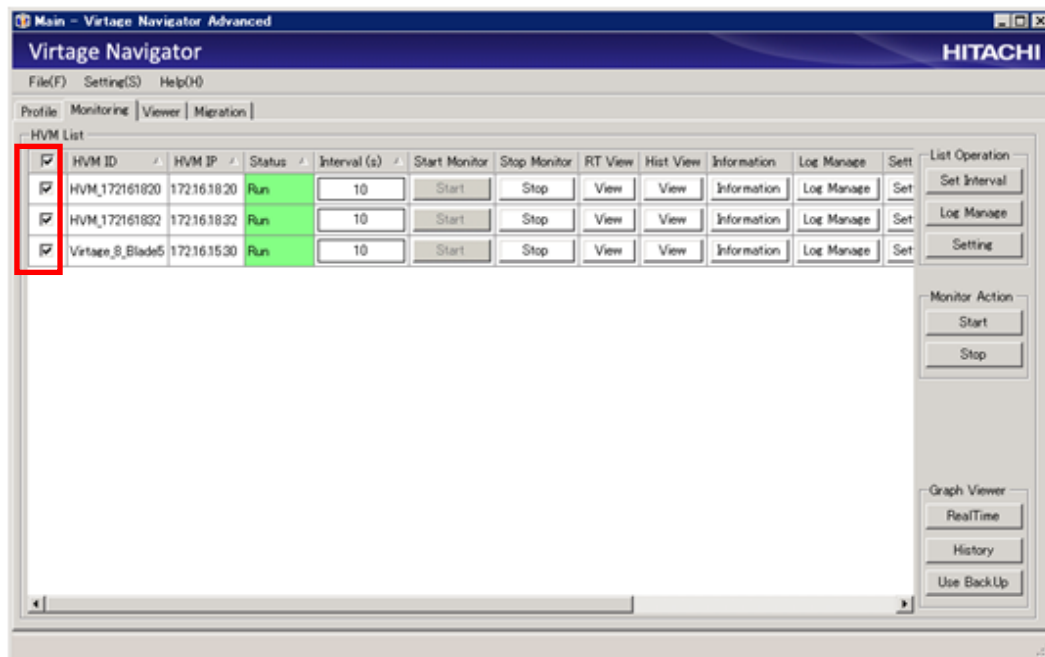 Main - Virtage Navigator Advanced
Virtage Navigator HITACHI
File(F) Setting(S) Help(H)
Profile Monitoring Viewer Migration
HVM List
HVM ID HVM IP Status Interval (s) Start Monitor Stop Monitor RT View Hist View Information Log Manage Sett
HVM_172161820 172.16.18.20 Run 10 Start Stop View View Information Log Manage Set
HVM_172161832 172.16.18.32 Run 10 Start Stop View View Information Log Manage Set
Virtage_8_Blade5 172.16.15.30 Run 10 Start Stop View View Information Log Manage Set
List Operation
Set Interval
Log Manage
Setting
Monitor Action
Start
Stop
Graph Viewer
RealTime
History
Use BackUp